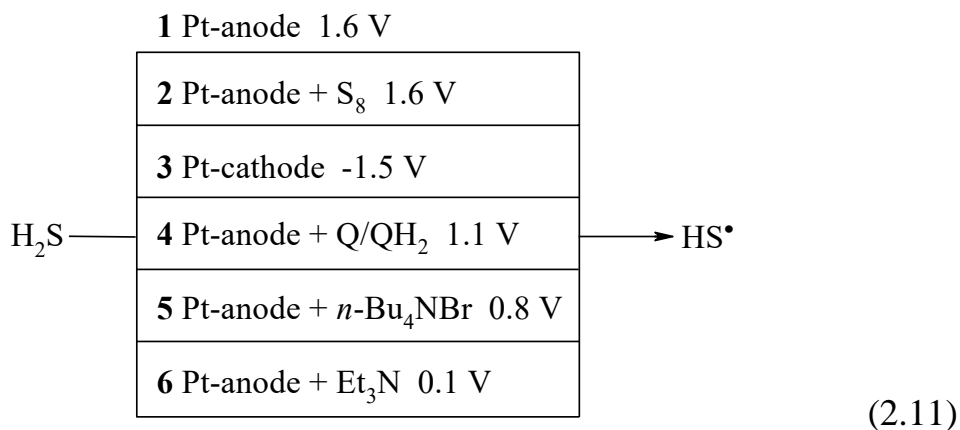 1 Pt-anode 1.6 V
2 Pt-anode + S₈ 1.6 V
3 Pt-cathode -1.5 V
H₂S
4 Pt-anode + Q/QH₂ 1.1 V
HS•
5 Pt-anode + n-Bu₄NBr 0.8 V
6 Pt-anode + Et₃N 0.1 V
(2.11)